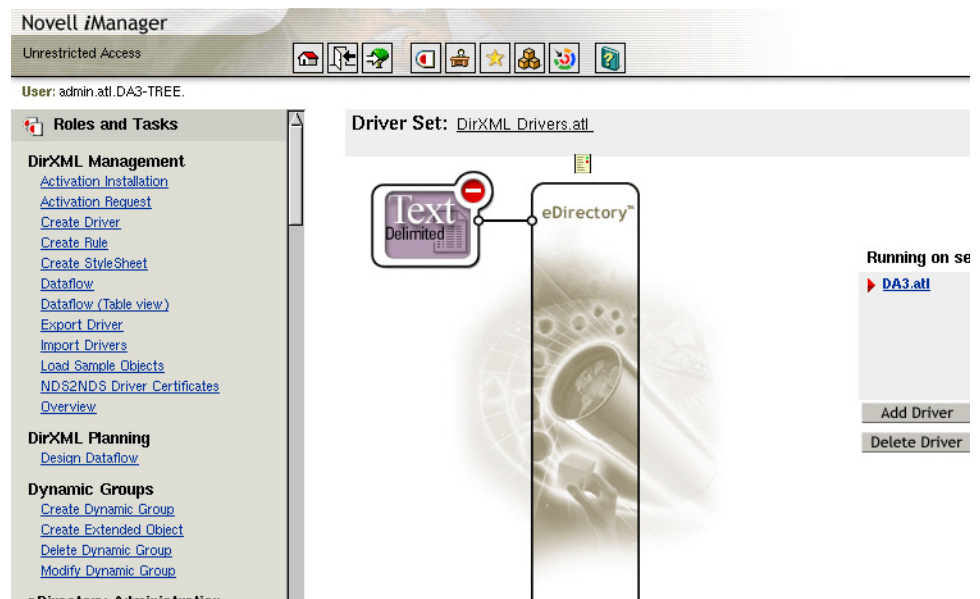 Novell iManager
Unrestricted Access
User: admin.atl.DA3-TREE.
Roles and Tasks
DirXML Management
Activation Installation
Activation Request
Create Driver
Create Rule
Create StyleSheet
Dataflow
Dataflow (Table view)
Export Driver
Import Drivers
Load Sample Objects
NDS2NDS Driver Certificates
Overview
DirXML Planning
Design Dataflow
Dynamic Groups
Create Dynamic Group
Create Extended Object
Delete Dynamic Group
Modify Dynamic Group
Driver Set: DirXML Drivers.atl
Text
Delimited
eDirectory™
Running on se
DA3.atl
Add Driver
Delete Driver